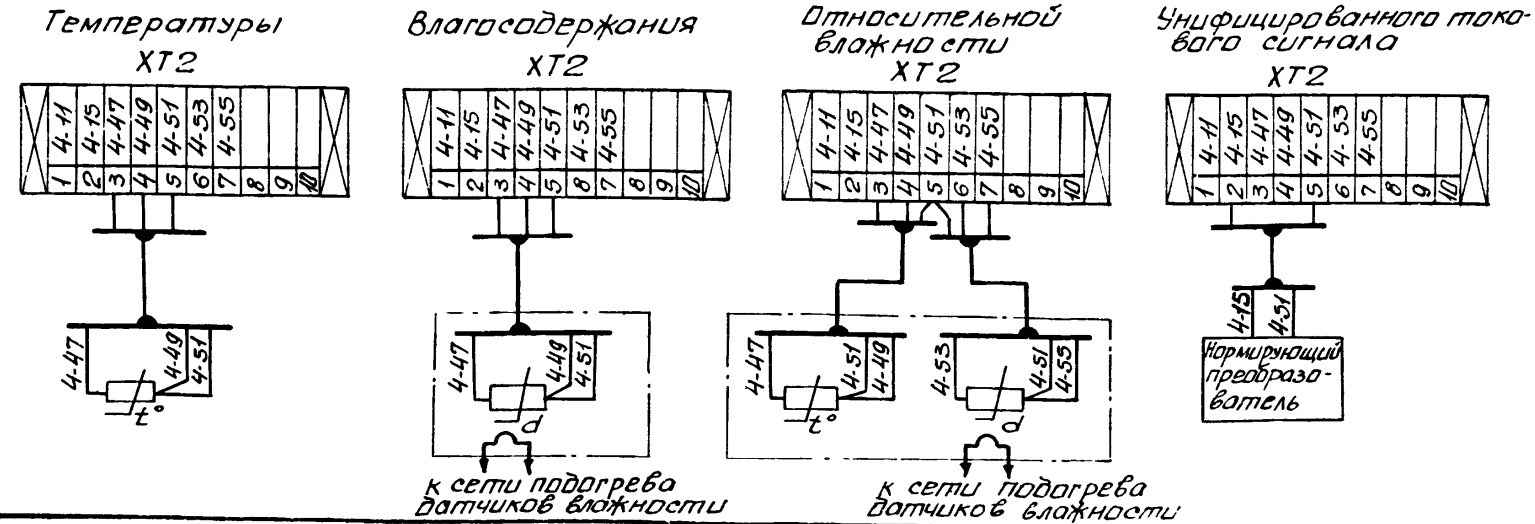 Температуры
XT2
4-11 4-15 4-47 4-49 4-51 4-53 4-55
1 2 3 4 5 6 7 8 9 10
4-47 4-49 4-51
t°
Влагосодержания
XT2
4-11 4-15 4-47 4-49 4-51 4-53 4-55
1 2 3 4 5 8 7 8 9 10
4-47 4-49 4-51
d
к сети подогрева
датчиков влажности
Относительной
влажности
XT2
4-11 4-15 4-47 4-49 4-51 4-53 4-55
1 2 3 4 5 6 7 8 9 10
4-47 4-51 4-49
t°
4-53 4-51 4-55
d
к сети подогрева
датчиков влажности
Унифицированного токо-
вого сигнала
XT2
4-11 4-15 4-47 4-49 4-51 4-53 4-55
1 2 3 4 5 6 7 8 9 10
4-15 4-51
Нормирующий
преобразо-
ватель